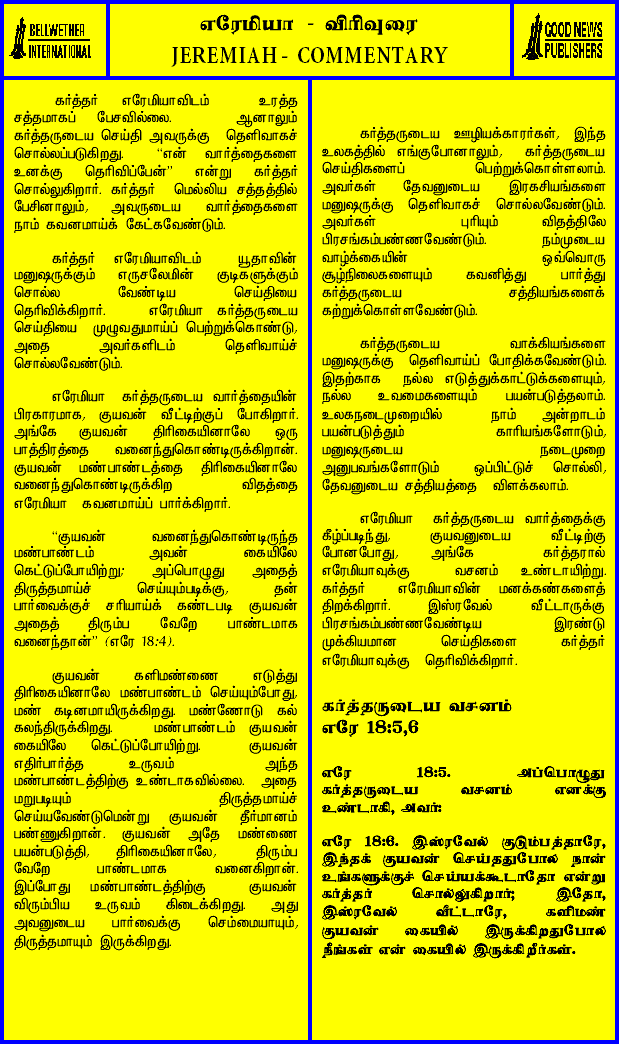 BELLWETHER
INTERNATIONAL
எரேமியா - விரிவுரை
JEREMIAH - COMMENTARY
GOOD NEWS
PUBLISHERS
கர்த்தர் எரேமியாவிடம் உரத்த
சத்தமாகப் பேசவில்லை. ஆனாலும்
கர்த்தருடைய செய்தி அவருக்கு தெளிவாகச்
சொல்லப்படுகிறது. “என் வார்த்தைகளை
உனக்கு தெரிவிப்பேன்” என்று கர்த்தர்
சொல்லுகிறார். கர்த்தர் மெல்லிய சத்தத்தில்
பேசினாலும், அவருடைய வார்த்தைகளை
நாம் கவனமாய்க் கேட்கவேண்டும்.
கர்த்தர் எரேமியாவிடம் யூதாவின்
மனுஷருக்கும் எருசலேமின் குடிகளுக்கும்
சொல்ல வேண்டிய செய்தியை
தெரிவிக்கிறார். எரேமியா கர்த்தருடைய
செய்தியை முழுவதுமாய்ப் பெற்றுக்கொண்டு,
அதை அவர்களிடம் தெளிவாய்ச்
சொல்லவேண்டும்.
எரேமியா கர்த்தருடைய வார்த்தையின்
பிரகாரமாக, குயவன் வீட்டிற்குப் போகிறார்.
அங்கே குயவன் திரிகையினாலே ஒரு
பாத்திரத்தை வனைந்துகொண்டிருக்கிறான்.
குயவன் மண்பாண்டத்தை திரிகையினாலே
வனைந்துகொண்டிருக்கிற விதத்தை
எரேமியா கவனமாய்ப் பார்க்கிறார்.
“குயவன் வனைந்துகொண்டிருந்த
மண்பாண்டம் அவன் கையிலே
கெட்டுப்போயிற்று; அப்பொழுது அதைத்
திருத்தமாய்ச் செய்யும்படிக்கு, தன்
பார்வைக்குச் சரியாய்க் கண்டபடி குயவன்
அதைத் திரும்ப வேறே பாண்டமாக
வனைந்தான்” (எரே 18:4).
குயவன் களிமண்ணை எடுத்து
திரிகையினாலே மண்பாண்டம் செய்யும்போது,
மண் கடினமாயிருக்கிறது. மண்ணோடு கல்
கலந்திருக்கிறது. மண்பாண்டம் குயவன்
கையிலே கெட்டுப்போயிற்று. குயவன்
எதிர்பார்த்த உருவம் அந்த
மண்பாண்டத்திற்கு உண்டாகவில்லை. அதை
மறுபடியும் திருத்தமாய்ச்
செய்யவேண்டுமென்று குயவன் தீர்மானம்
பண்ணுகிறான். குயவன் அதே மண்ணை
பயன்படுத்தி, திரிகையினாலே, திரும்ப
வேறே பாண்டமாக வனைகிறான்.
இப்போது மண்பாண்டத்திற்கு குயவன்
விரும்பிய உருவம் கிடைக்கிறது. அது
அவனுடைய பார்வைக்கு செம்மையாயும்,
திருத்தமாயும் இருக்கிறது.
கர்த்தருடைய ஊழியக்காரர்கள், இந்த
உலகத்தில் எங்குபோனாலும், கர்த்தருடைய
செய்திகளைப் பெற்றுக்கொள்ளலாம்.
அவர்கள் தேவனுடைய இரகசியங்களை
மனுஷருக்கு தெளிவாகச் சொல்லவேண்டும்.
அவர்கள் புரியும் விதத்திலே
பிரசங்கம்பண்ணவேண்டும். நம்முடைய
வாழ்க்கையின் ஒவ்வொரு
சூழ்நிலைகளையும் கவனித்து பார்த்து
கர்த்தருடைய சத்தியங்களைக்
கற்றுக்கொள்ளவேண்டும்.
கர்த்தருடைய வாக்கியங்களை
மனுஷருக்கு தெளிவாய்ப் போதிக்கவேண்டும்.
இதற்காக நல்ல எடுத்துக்காட்டுக்களையும்,
நல்ல உவமைகளையும் பயன்படுத்தலாம்.
உலகநடைமுறையில் நாம் அன்றாடம்
பயன்படுத்தும் காரியங்களோடும்,
மனுஷருடைய நடைமுறை
அனுபவங்களோடும் ஒப்பிட்டுச் சொல்லி,
தேவனுடைய சத்தியத்தை விளக்கலாம்.
எரேமியா கர்த்தருடைய வார்த்தைக்கு
கீழ்ப்படிந்து, குயவனுடைய வீட்டிற்கு
போனபோது, அங்கே கர்த்தரால்
எரேமியாவுக்கு வசனம் உண்டாயிற்று.
கர்த்தர் எரேமியாவின் மனக்கண்களைத்
திறக்கிறார். இஸ்ரவேல் வீட்டாருக்கு
பிரசங்கம்பண்ணவேண்டிய இரண்டு
முக்கியமான செய்திகளை கர்த்தர்
எரேமியாவுக்கு தெரிவிக்கிறார்.
கர்த்தருடைய வசனம்
எரே 18:5,6
எரே 18:5. அப்பொழுது
கர்த்தருடைய வசனம் எனக்கு
உண்டாகி, அவர்:
எரே 18:6. இஸ்ரவேல் குடும்பத்தாரே,
இந்தக் குயவன் செய்ததுபோல் நான்
உங்களுக்குச் செய்யக்கூடாதோ என்று
கர்த்தர் சொல்லுகிறார்; இதோ,
இஸ்ரவேல் வீட்டாரே, களிமண்
குயவன் கையில் இருக்கிறதுபோல
நீங்கள் என் கையில் இருக்கிறீர்கள்.